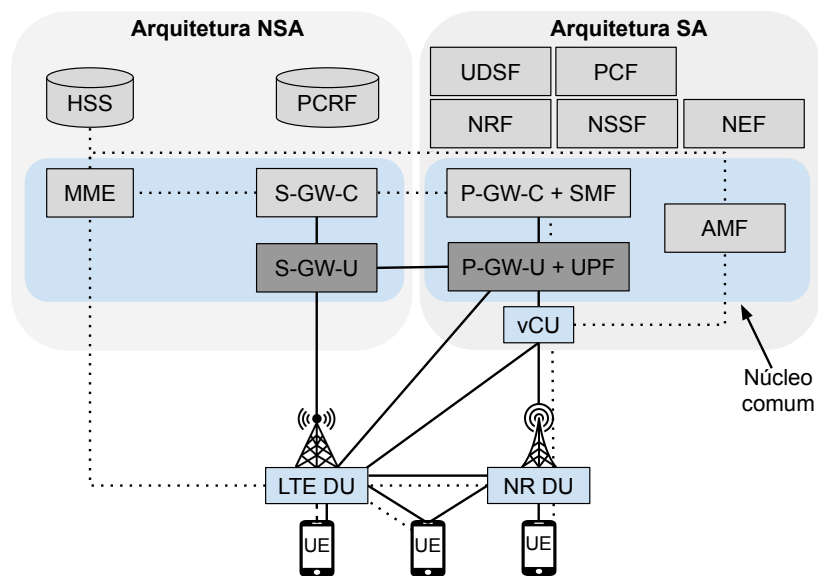 Arquitetura NSA
Arquitetura SA
HSS
PCRF
UDSF
PCF
NRF
NSSF
NEF
MME
S-GW-C
P-GW-C + SMF
AMF
S-GW-U
P-GW-U + UPF
vCU
Núcleo
comum
LTE DU
NR DU
UE
UE
UE